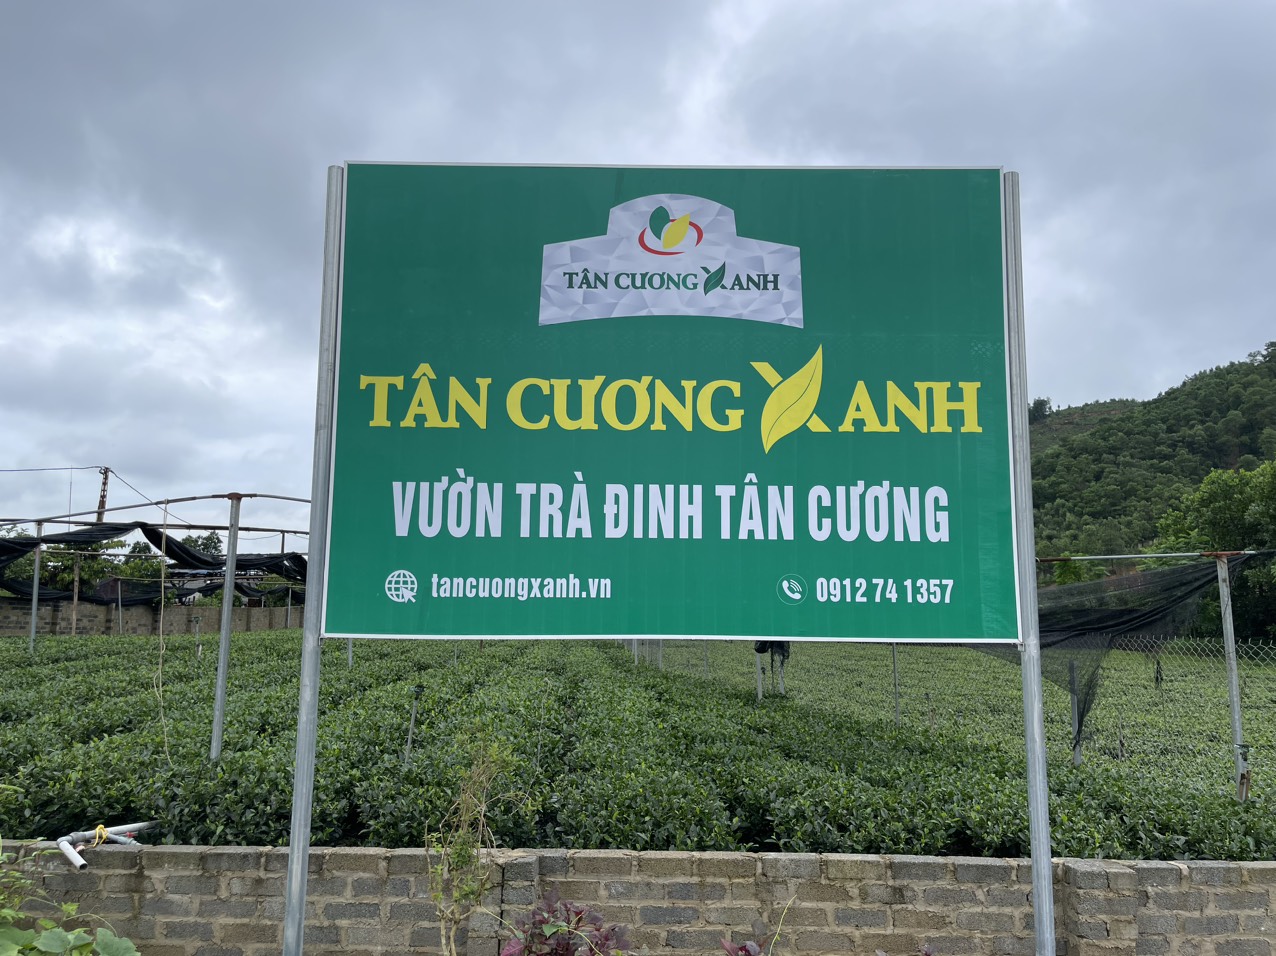 TÂN CƯƠNG XANH
TÂN CƯƠNG XANH
VƯỜN TRÀ ĐINH TÂN CƯƠNG
tancuongxanh.vn 0912 74 1357